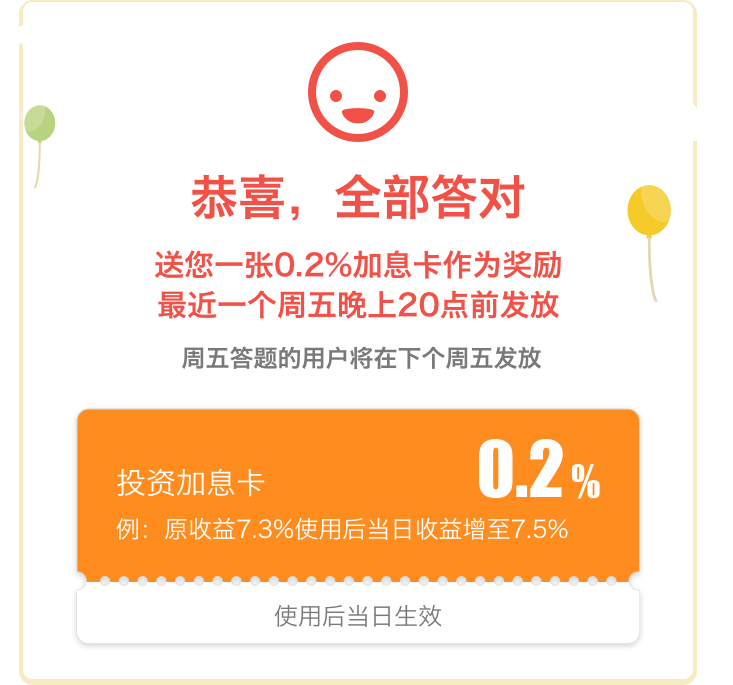 恭喜，全部答对
送您一张0.2%加息卡作为奖励
最近一个周五晚上20点前发放
周五答题的用户将在下个周五发放
投资加息卡 0.2%
例：原收益7.3%使用后当日收益增至7.5%
使用后当日生效